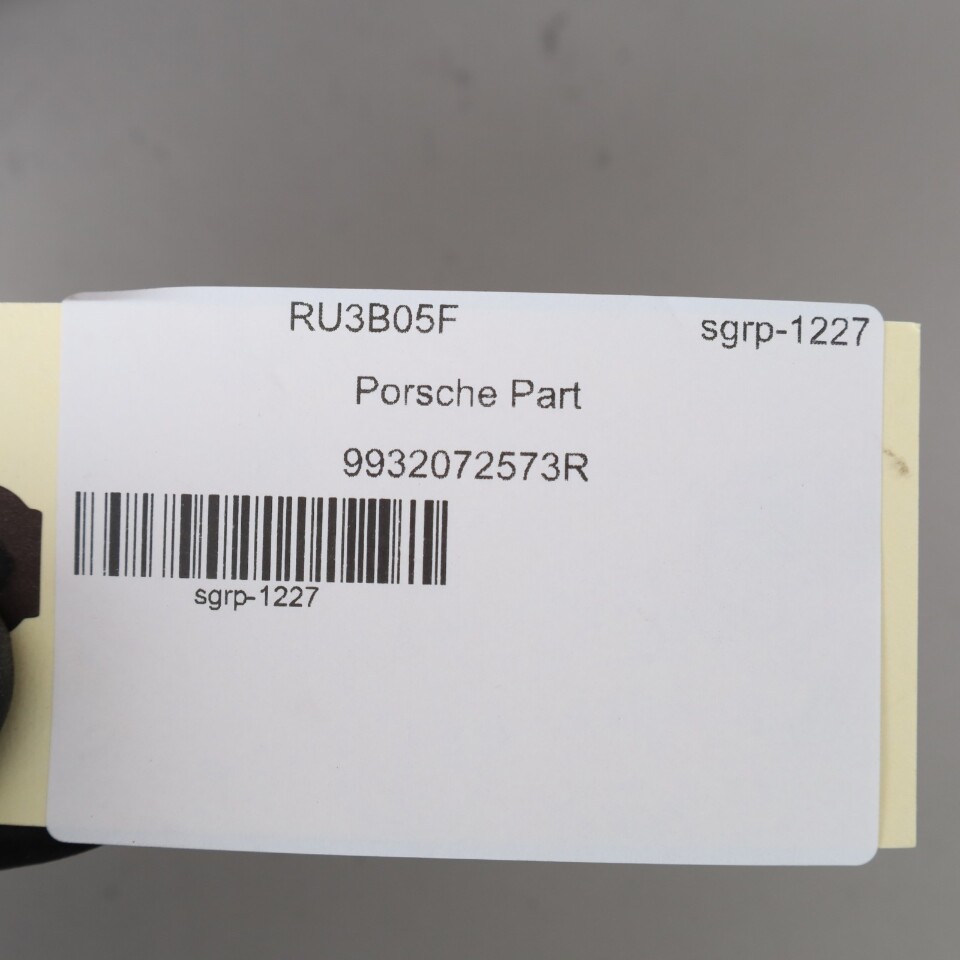 RU3B05F sgrp-1227
Porsche Part
9932072573R
sgrp-1227